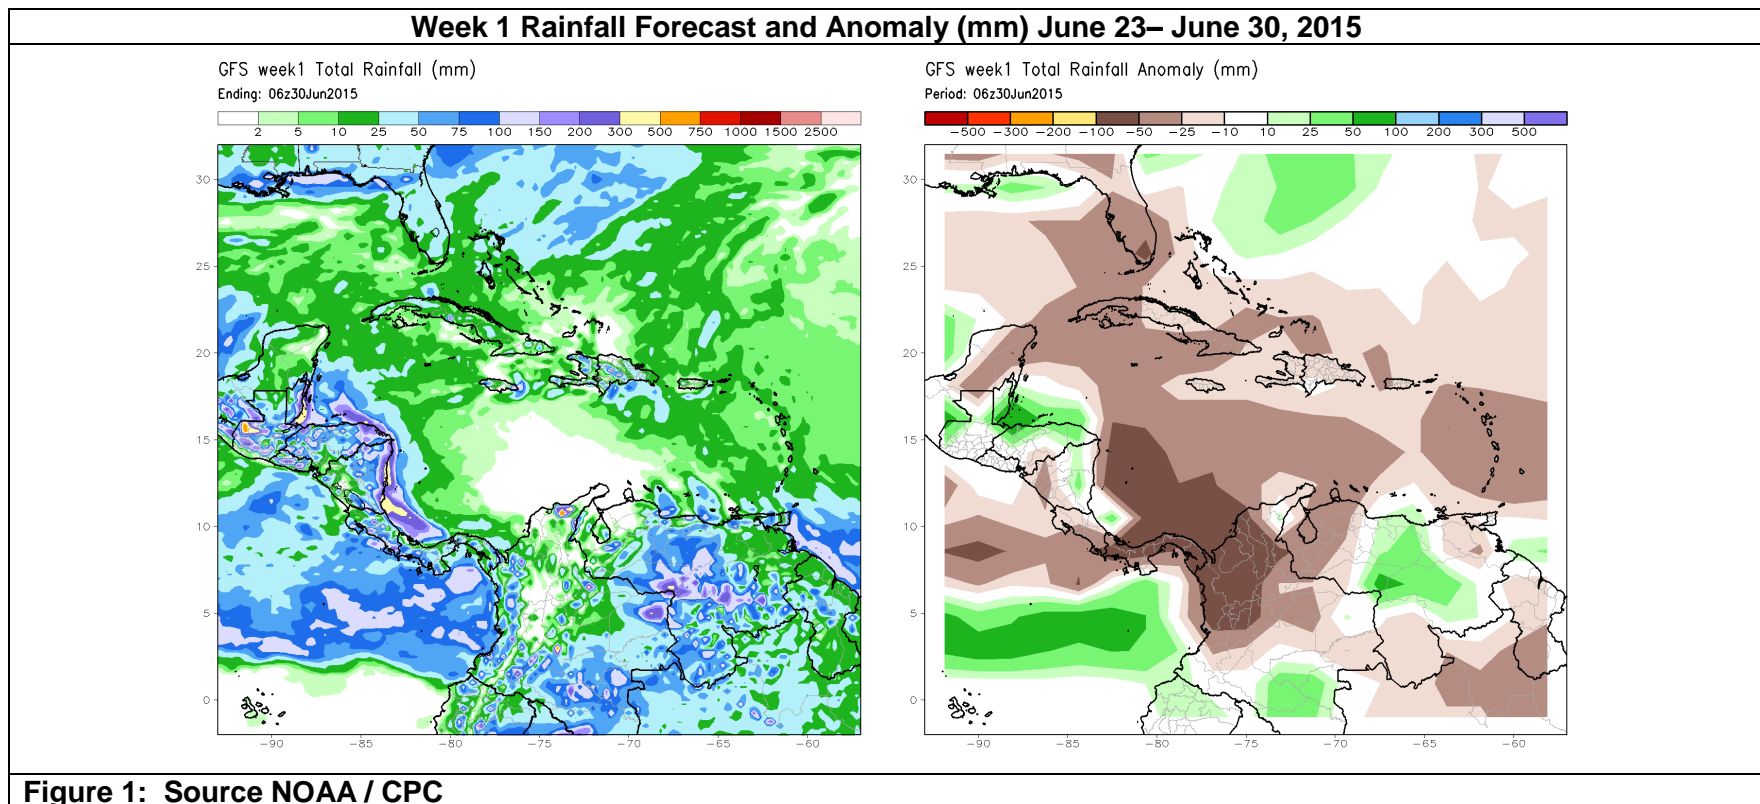 Week 1 Rainfall Forecast and Anomaly (mm) June 23– June 30, 2015
GFS week1 Total Rainfall (mm)
Ending: 06z30Jun2015
2 5 10 25 50 75 100 150 200 300 500 750 1000 1500 2500
30
25
20
15
10
5
0
−90 −85 −80 −75 −70 −65 −60
GFS week1 Total Rainfall Anomaly (mm)
Period: 06z30Jun2015
−500 −300 −200 −100 −50 −25 −10 10 25 50 100 200 300 500
30
25
20
15
10
5
0
−90 −85 −80 −75 −70 −65 −60
Figure 1: Source NOAA / CPC